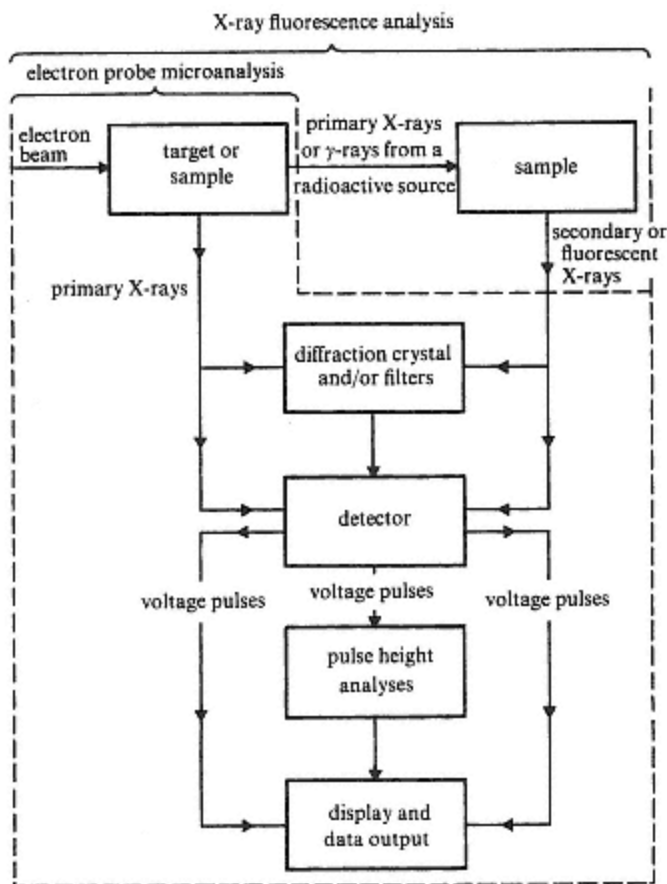 X-ray fluorescence analysis
electron probe microanalysis
electron
beam
target or
sample
primary X-rays
or γ-rays from a
radioactive source
sample
secondary or
fluorescent
X-rays
primary X-rays
diffraction crystal
and/or filters
detector
voltage pulses
voltage pulses
voltage pulses
pulse height
analyses
display and
data output